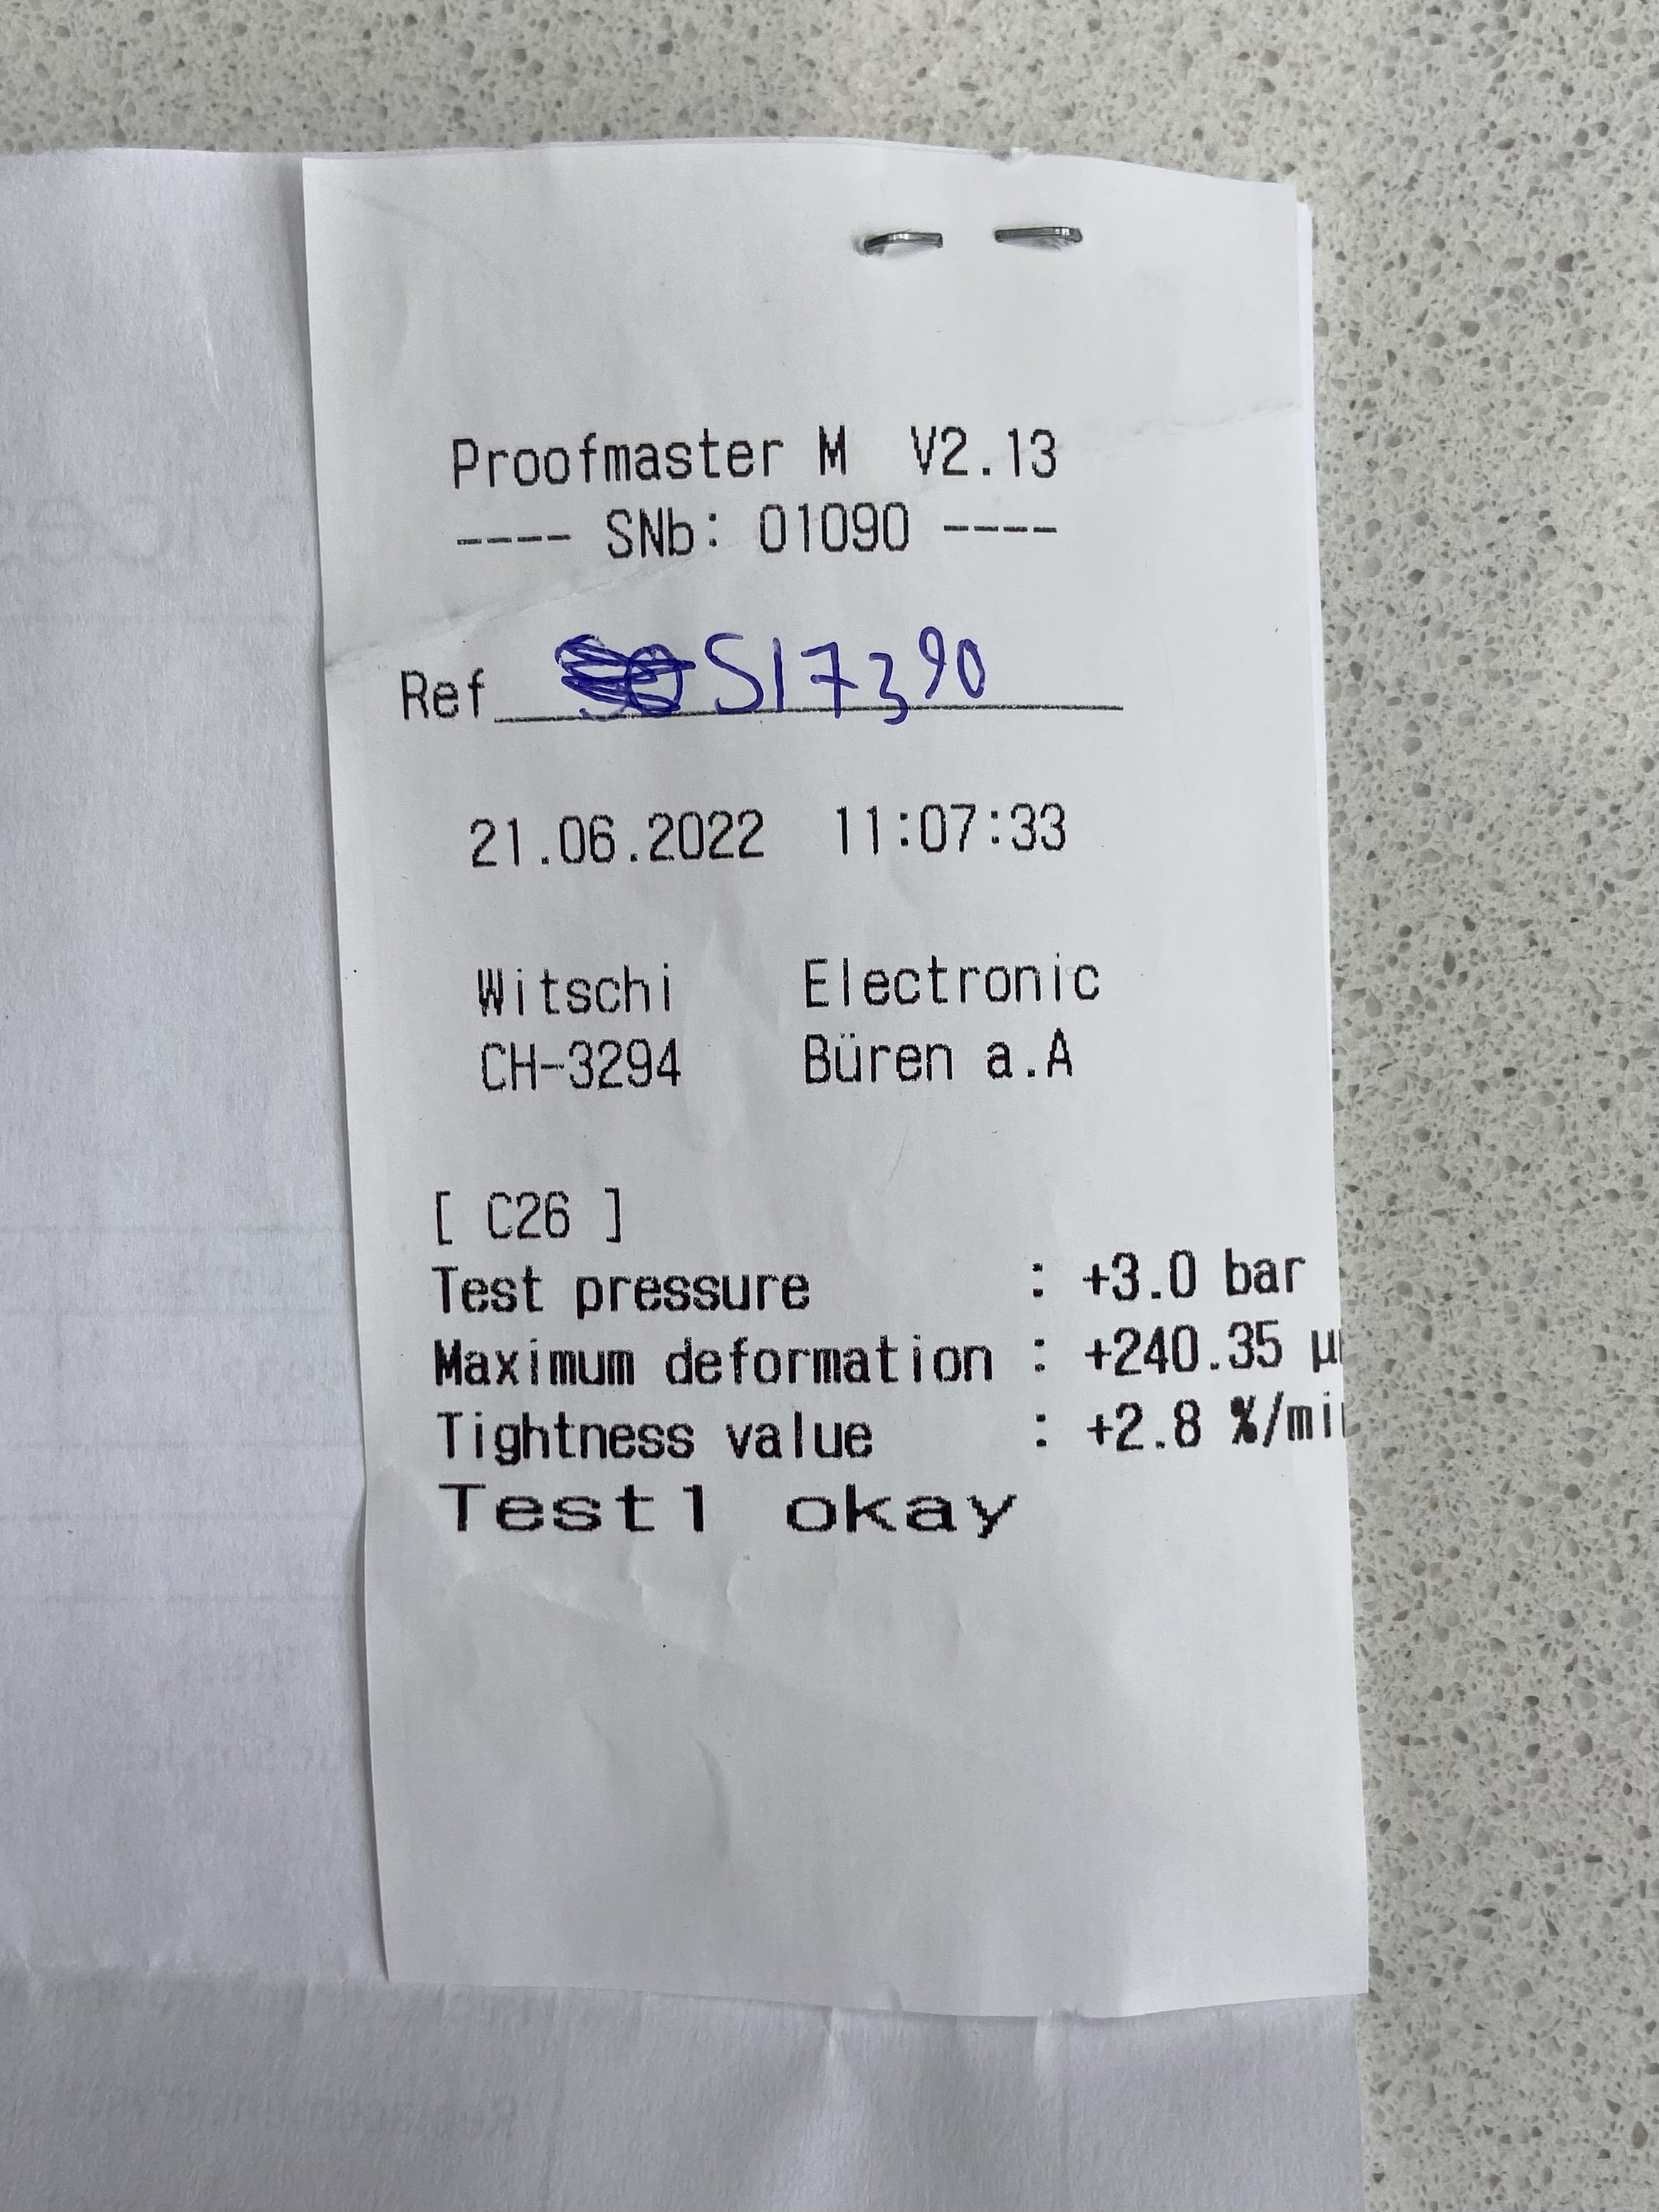 Proofmaster M V2.13
---- SNb: 01090 ----
Ref S17390
21.06.2022 11:07:33
Witschi Electronic
CH-3294 Büren a.A
[ C26 ]
Test pressure : +3.0 bar
Maximum deformation : +240.35 µ
Tightness value : +2.8 %/mi
Test1 okay